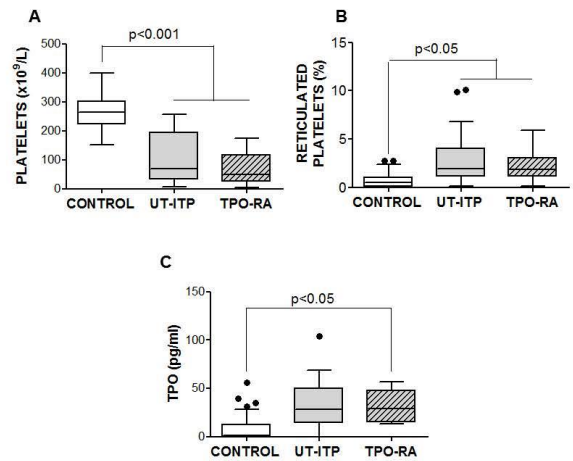 A
p<0.001
PLATELETS (x10⁹/L)
500
400
300
200
100
0
CONTROL UT-ITP TPO-RA
B
p<0.05
RETICULATED
PLATELETS (%)
15
10
5
0
CONTROL UT-ITP TPO-RA
C
p<0.05
TPO (pg/ml)
150
100
50
0
CONTROL UT-ITP TPO-RA